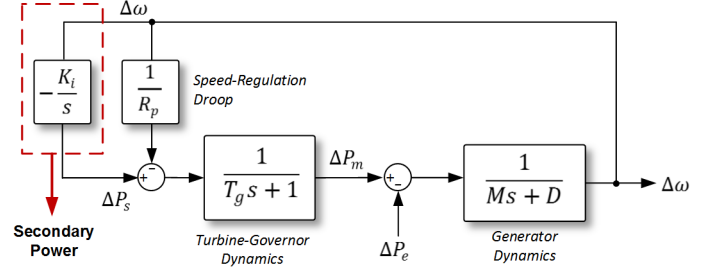 Δω
− K_i / s
1 / R_p
Speed-Regulation
Droop
−
+
ΔP_s
1 / (T_g s + 1)
ΔP_m
+
−
1 / (Ms + D)
Δω
Secondary
Power
Turbine-Governor
Dynamics
ΔP_e
Generator
Dynamics